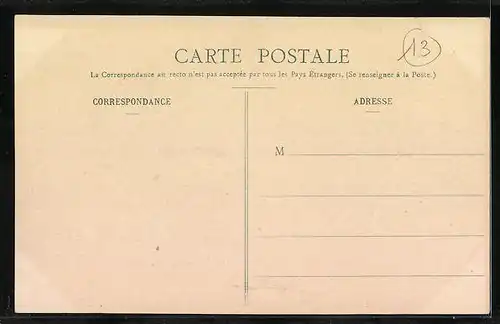 CARTE POSTALE
13
La Correspondance au recto n'est pas acceptée par tous les Pays Etrangers. (Se renseigner à la Poste.)
CORRESPONDANCE
ADRESSE
M